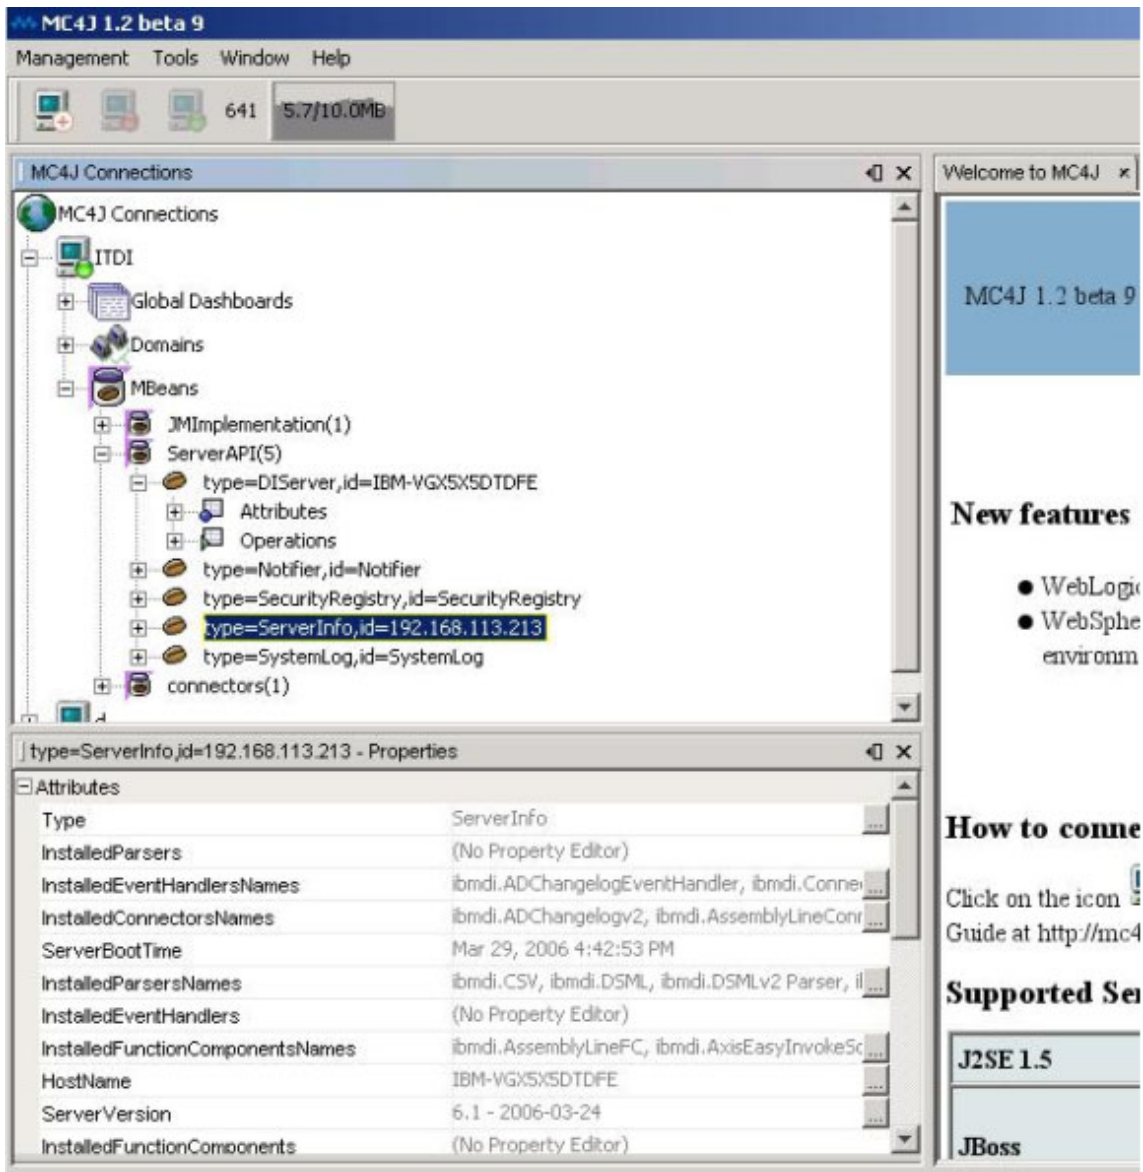 MC4J 1.2 beta 9
Management Tools Window Help
641 5.7/10.0MB
MC4J Connections
MC4J Connections
ITDI
Global Dashboards
Domains
MBeans
JMImplementation(1)
ServerAPI(5)
type=DIServer,id=IBM-VGX5X5DTDFE
Attributes
Operations
type=Notifier,id=Notifier
type=SecurityRegistry,id=SecurityRegistry
type=ServerInfo,id=192.168.113.213
type=SystemLog,id=SystemLog
connectors(1)
type=ServerInfo,id=192.168.113.213 - Properties
Attributes
Type ServerInfo ...
InstalledParsers (No Property Editor)
InstalledEventHandlersNames ibmdi.ADChangelogEventHandler, ibmdi.Conne ...
InstalledConnectorsNames ibmdi.ADChangelogv2, ibmdi.AssemblyLineConr ...
ServerBootTime Mar 29, 2006 4:42:53 PM
InstalledParsersNames ibmdi.CSV, ibmdi.DSML, ibmdi.DSMLv2 Parser, ...
InstalledEventHandlers (No Property Editor)
InstalledFunctionComponentsNames ibmdi.AssemblyLineFC, ibmdi.AxisEasyInvokeSo ...
HostName IBM-VGX5X5DTDFE ...
ServerVersion 6.1 - 2006-03-24 ...
InstalledFunctionComponents (No Property Editor)
Welcome to MC4J
MC4J 1.2 beta 9
New features
● WebLogi
● WebSphe
environm
How to conne
Click on the icon
Guide at http://mc4
Supported Se
J2SE 1.5
JBoss